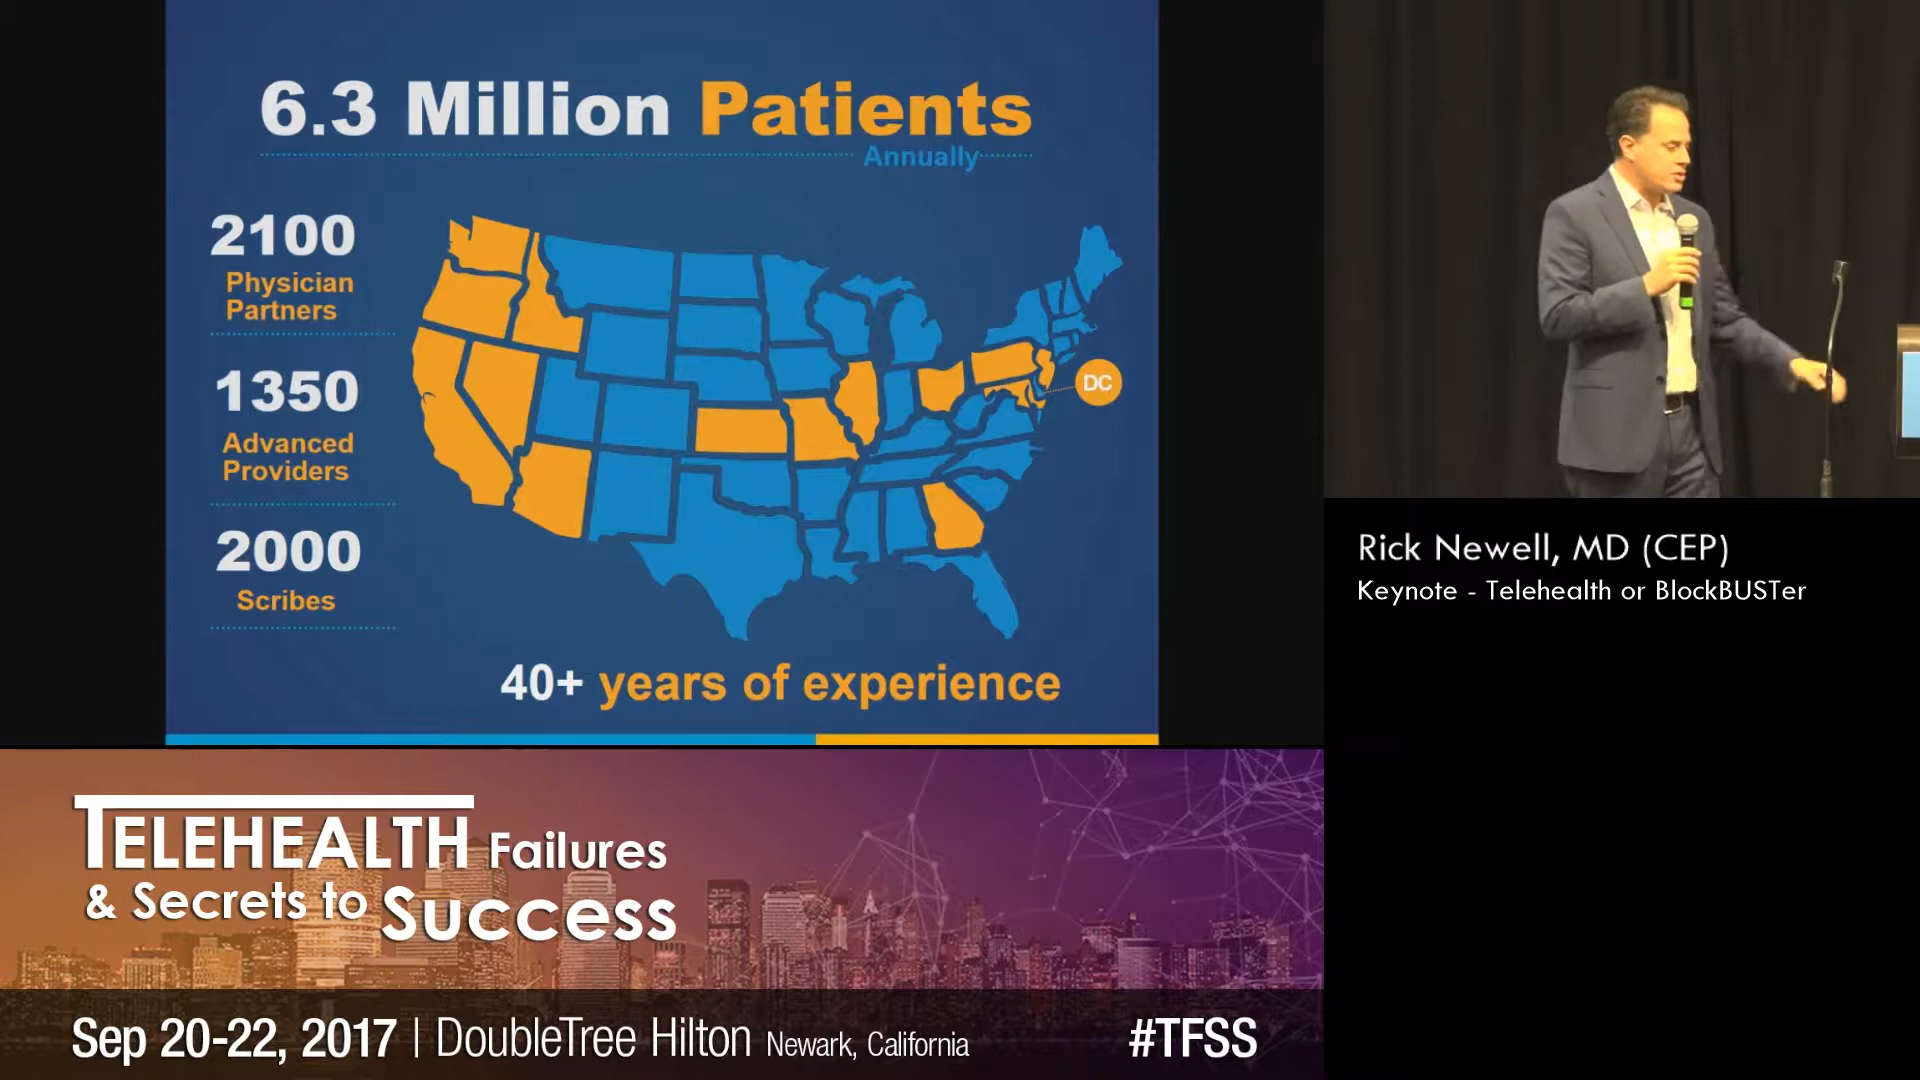 6.3 Million Patients
Annually
2100
Physician
Partners
1350
Advanced
Providers
2000
Scribes
DC
40+ years of experience
Rick Newell, MD (CEP)
Keynote - Telehealth or BlockBUSTer
TELEHEALTH Failures
& Secrets to Success
Sep 20-22, 2017 | DoubleTree Hilton Newark, California
#TFSS